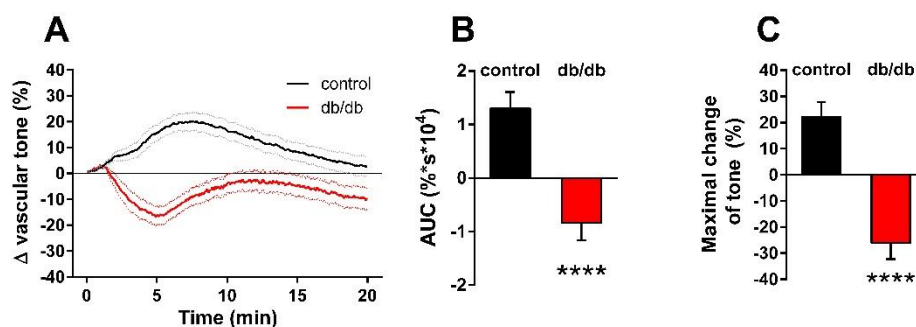 A
Δ vascular tone (%)
40
30
20
10
0
-10
-20
-30
-40
control
db/db
0
5
10
15
20
Time (min)
B
control db/db
AUC (%*s*10⁴)
2
1
0
-1
-2
****
C
control db/db
Maximal change
of tone (%)
40
30
20
10
0
-10
-20
-30
-40
****